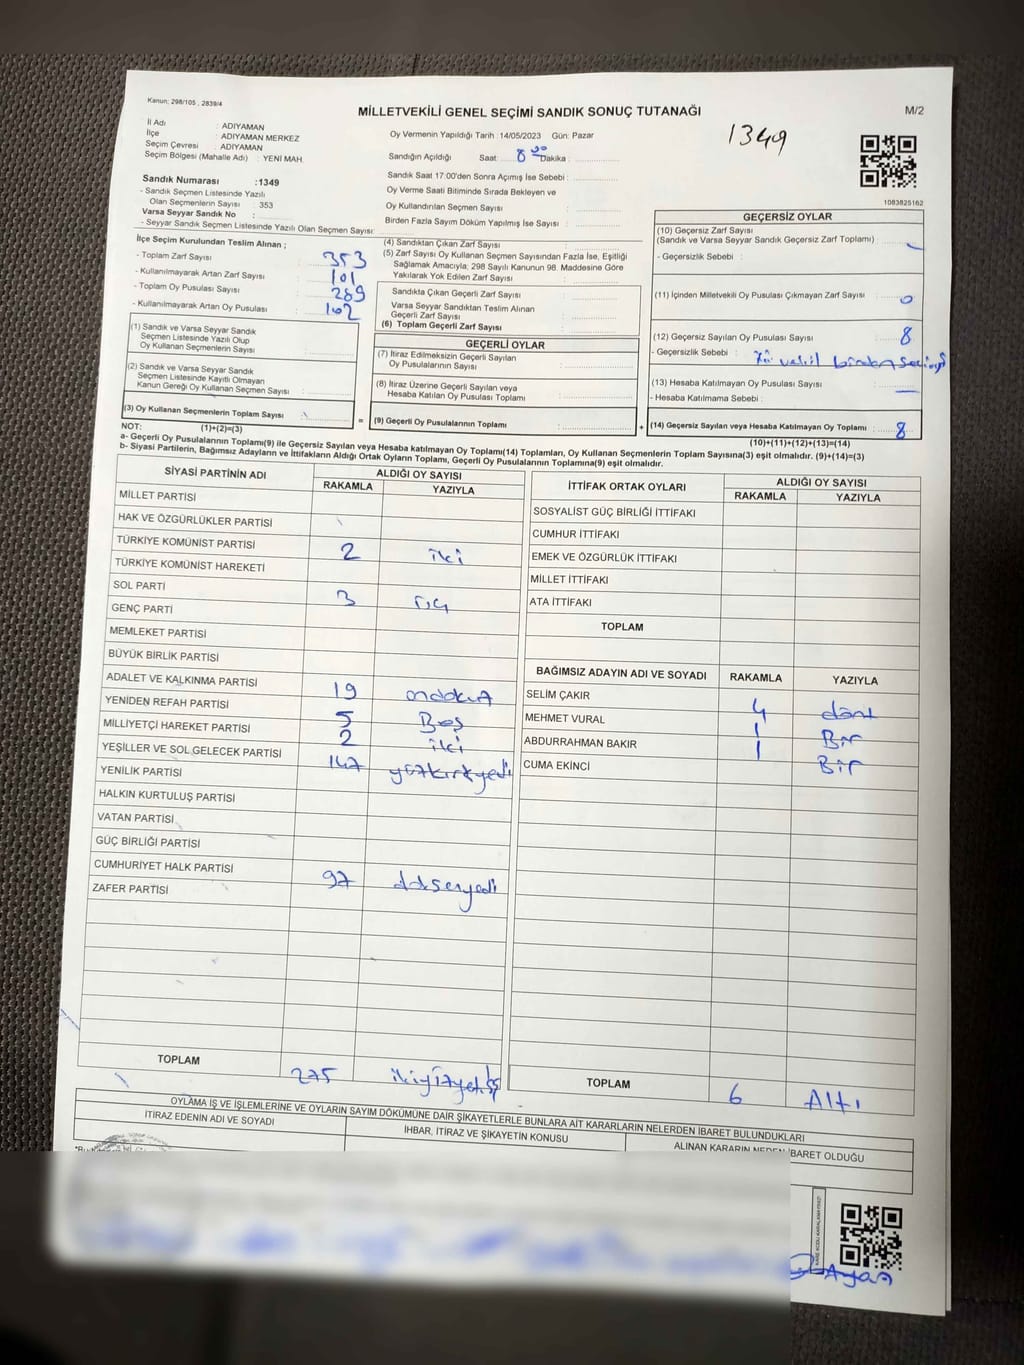 Kanun: 298/105 , 2839/4
MİLLETVEKİLİ GENEL SEÇİMİ SANDIK SONUÇ TUTANAĞI
M/2
1349
İl Adı : ADIYAMAN
İlçe : ADIYAMAN MERKEZ
Seçim Çevresi : ADIYAMAN
Seçim Bölgesi (Mahalle Adı) : YENİ MAH.
Oy Vermenin Yapıldığı Tarih 14/05/2023 Gün: Pazar
Sandığın Açıldığı Saat: 8 00 Dakika :
Sandık Saat 17:00'den Sonra Açımış İse Sebebi :
Oy Verme Saati Bitiminde Sırada Bekleyen ve
Oy Kullandırılan Seçmen Sayısı :
Birden Fazla Sayım Döküm Yapılmış İse Sayısı :
1083825162
Sandık Numarası :1349
- Sandık Seçmen Listesinde Yazılı
Olan Seçmenlerin Sayısı : 353
Varsa Seyyar Sandık No :
- Seyyar Sandık Seçmen Listesinde Yazılı Olan Seçmen Sayısı:
İlçe Seçim Kurulundan Teslim Alınan ;
- Toplam Zarf Sayısı : 353
- Kullanılmayarak Artan Zarf Sayısı : 101
- Toplam Oy Pusulası Sayısı : 289
- Kullanılmayarak Artan Oy Pusulası : 102
(1) Sandık ve Varsa Seyyar Sandık
Seçmen Listesinde Yazılı Olup
Oy Kullanan Seçmenlerin Sayısı :
(2) Sandık ve Varsa Seyyar Sandık
Seçmen Listesinde Kayıtlı Olmayan
Kanun Gereği Oy Kullanan Seçmen Sayısı :
(3) Oy Kullanan Seçmenlerin Toplam Sayısı :
(1)+(2)=(3)
(4) Sandıktan Çıkan Zarf Sayısı :
(5) Zarf Sayısı Oy Kullanan Seçmen Sayısından Fazla İse, Eşitliği
Sağlamak Amacıyla; 298 Sayılı Kanunun 98. Maddesine Göre
Yakılarak Yok Edilen Zarf Sayısı :
Sandıkta Çıkan Geçerli Zarf Sayısı :
Varsa Seyyar Sandıktan Teslim Alınan
Geçerli Zarf Sayısı :
(6) Toplam Geçerli Zarf Sayısı :
GEÇERLİ OYLAR
(7) İtiraz Edilmeksizin Geçerli Sayılan
Oy Pusulalarının Sayısı :
(8) İtiraz Üzerine Geçerli Sayılan veya
Hesaba Katılan Oy Pusulası Toplamı :
= (9) Geçerli Oy Pusulalarının Toplamı :
GEÇERSİZ OYLAR
(10) Geçersiz Zarf Sayısı
(Sandık ve Varsa Seyyar Sandık Geçersiz Zarf Toplamı) :
- Geçersizlik Sebebi :
(11) İçinden Milletvekili Oy Pusulası Çıkmayan Zarf Sayısı : 0
(12) Geçersiz Sayılan Oy Pusulası Sayısı : 8
- Geçersizlik Sebebi :
(13) Hesaba Katılmayan Oy Pusulası Sayısı : —
- Hesaba Katılmama Sebebi :
+ (14) Geçersiz Sayılan veya Hesaba Katılmayan Oy Toplamı : 8
(10)+(11)+(12)+(13)=(14)
NOT:
a- Geçerli Oy Pusulalarının Toplamı(9) ile Geçersiz Sayılan veya Hesaba katılmayan Oy Toplamı(14) Toplamları, Oy Kullanan Seçmenlerin Toplam Sayısına(3) eşit olmalıdır. (9)+(14)=(3)
b- Siyasi Partilerin, Bağımsız Adayların ve İttifakların Aldığı Ortak Oyların Toplamı, Geçerli Oy Pusulalarının Toplamına(9) eşit olmalıdır.
SİYASİ PARTİNİN ADI
ALDIĞI OY SAYISI
RAKAMLA YAZIYLA
MİLLET PARTİSİ
HAK VE ÖZGÜRLÜKLER PARTİSİ
TÜRKİYE KOMÜNİST PARTİSİ 2 iki
TÜRKİYE KOMÜNİST HAREKETİ
SOL PARTİ 3 üç
GENÇ PARTİ
MEMLEKET PARTİSİ
BÜYÜK BİRLİK PARTİSİ
ADALET VE KALKINMA PARTİSİ 19 ondokuz
YENİDEN REFAH PARTİSİ 5 Beş
MİLLİYETÇİ HAREKET PARTİSİ 2 iki
YEŞİLLER VE SOL GELECEK PARTİSİ 147 yüzkırkyedi
YENİLİK PARTİSİ
HALKIN KURTULUŞ PARTİSİ
VATAN PARTİSİ
GÜÇ BİRLİĞİ PARTİSİ
CUMHURİYET HALK PARTİSİ 97
ZAFER PARTİSİ
TOPLAM 275
İTTİFAK ORTAK OYLARI
ALDIĞI OY SAYISI
RAKAMLA YAZIYLA
SOSYALİST GÜÇ BİRLİĞİ İTTİFAKI
CUMHUR İTTİFAKI
EMEK VE ÖZGÜRLÜK İTTİFAKI
MİLLET İTTİFAKI
ATA İTTİFAKI
TOPLAM
BAĞIMSIZ ADAYIN ADI VE SOYADI RAKAMLA YAZIYLA
SELİM ÇAKIR 4 dört
MEHMET VURAL 1 Bir
ABDURRAHMAN BAKIR 1 Bir
CUMA EKİNCİ
TOPLAM 6 Altı
OYLAMA İŞ VE İŞLEMLERİNE VE OYLARIN SAYIM DÖKÜMÜNE DAİR ŞİKAYETLERLE BUNLARA AİT KARARLARIN NELERDEN İBARET BULUNDUKLARI
İTİRAZ EDENİN ADI VE SOYADI
İHBAR, İTİRAZ VE ŞİKAYETİN KONUSU
ALINAN KARARIN NEDEN İBARET OLDUĞU